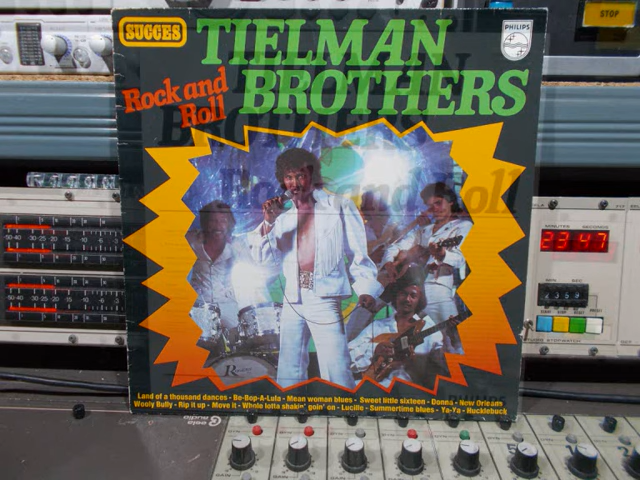 SUCCES
TIELMAN
BROTHERS
Rock and
Roll
PHILIPS
STOP
MINUTES SECONDS
23:47
Land of a thousand dances - Be-Bop-A-Lula - Mean woman blues - Sweet little sixteen - Donna - New Orleans
Wooly Bully - Rip it up - Move it - Whole lotta shakin' goin' on - Lucille - Summertime blues - Ya-Ya - Hucklebuck